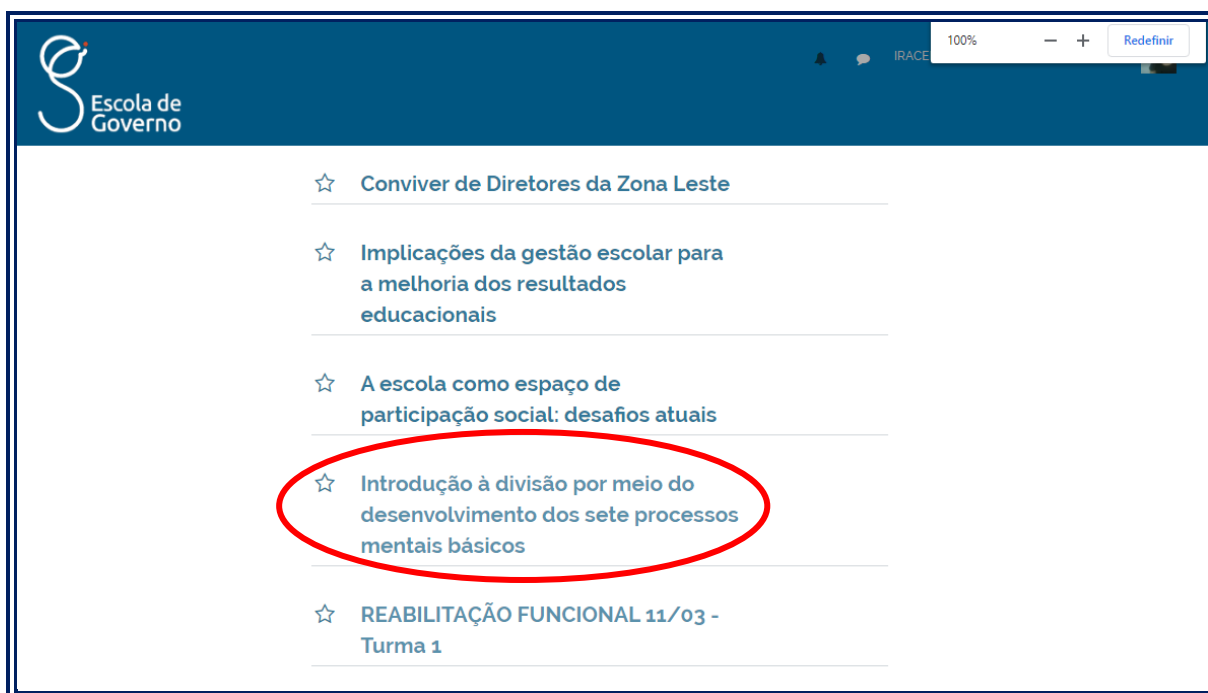 100% − + Redefinir
IRACE
Escola de
Governo
Conviver de Diretores da Zona Leste
Implicações da gestão escolar para
a melhoria dos resultados
educacionais
A escola como espaço de
participação social: desafios atuais
Introdução à divisão por meio do
desenvolvimento dos sete processos
mentais básicos
REABILITAÇÃO FUNCIONAL 11/03 -
Turma 1